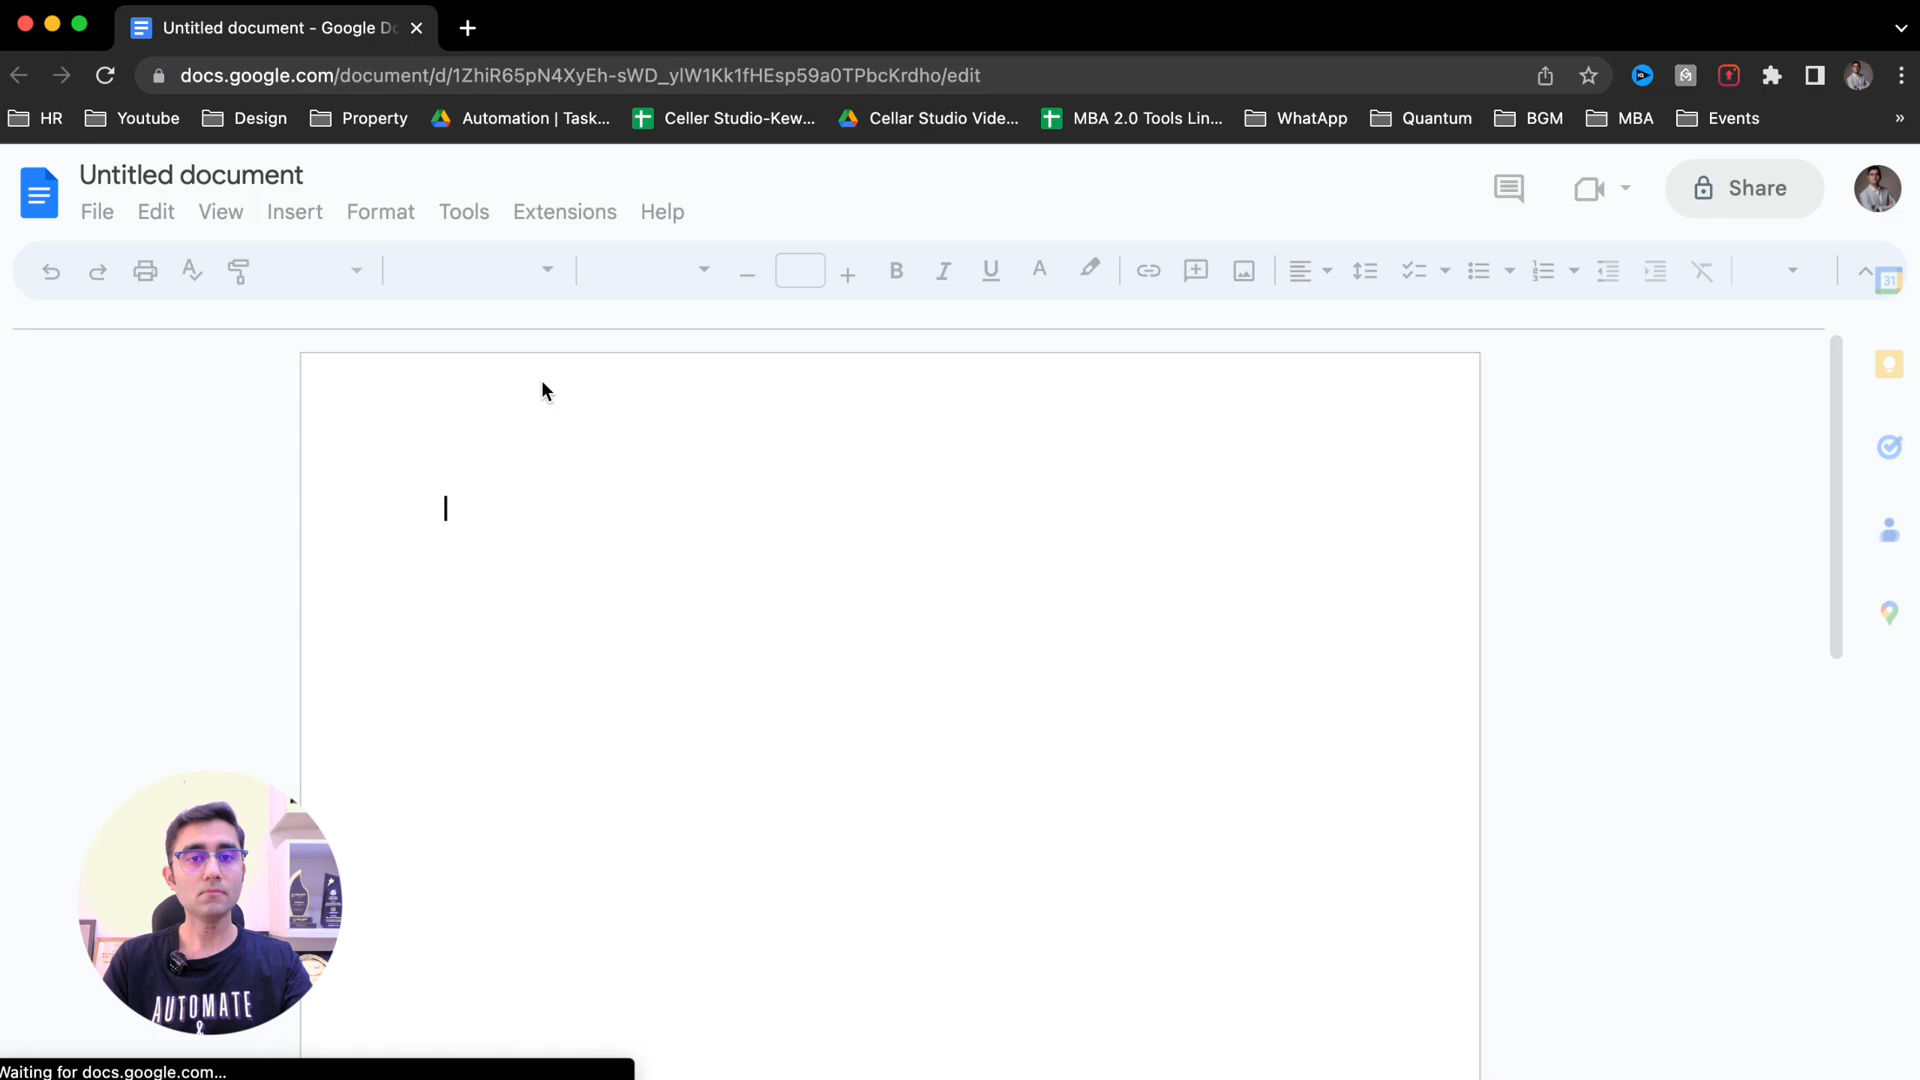 Untitled document - Google Do
docs.google.com/document/d/1ZhiR65pN4XyEh-sWD_ylW1Kk1fHEsp59a0TPbcKrdho/edit
HR Youtube Design Property Automation | Task... Celler Studio-Kew... Cellar Studio Vide... MBA 2.0 Tools Lin... WhatApp Quantum BGM MBA Events »
Untitled document
File Edit View Insert Format Tools Extensions Help
Share
B I U A
31
AUTOMATE
&
Waiting for docs.google.com...